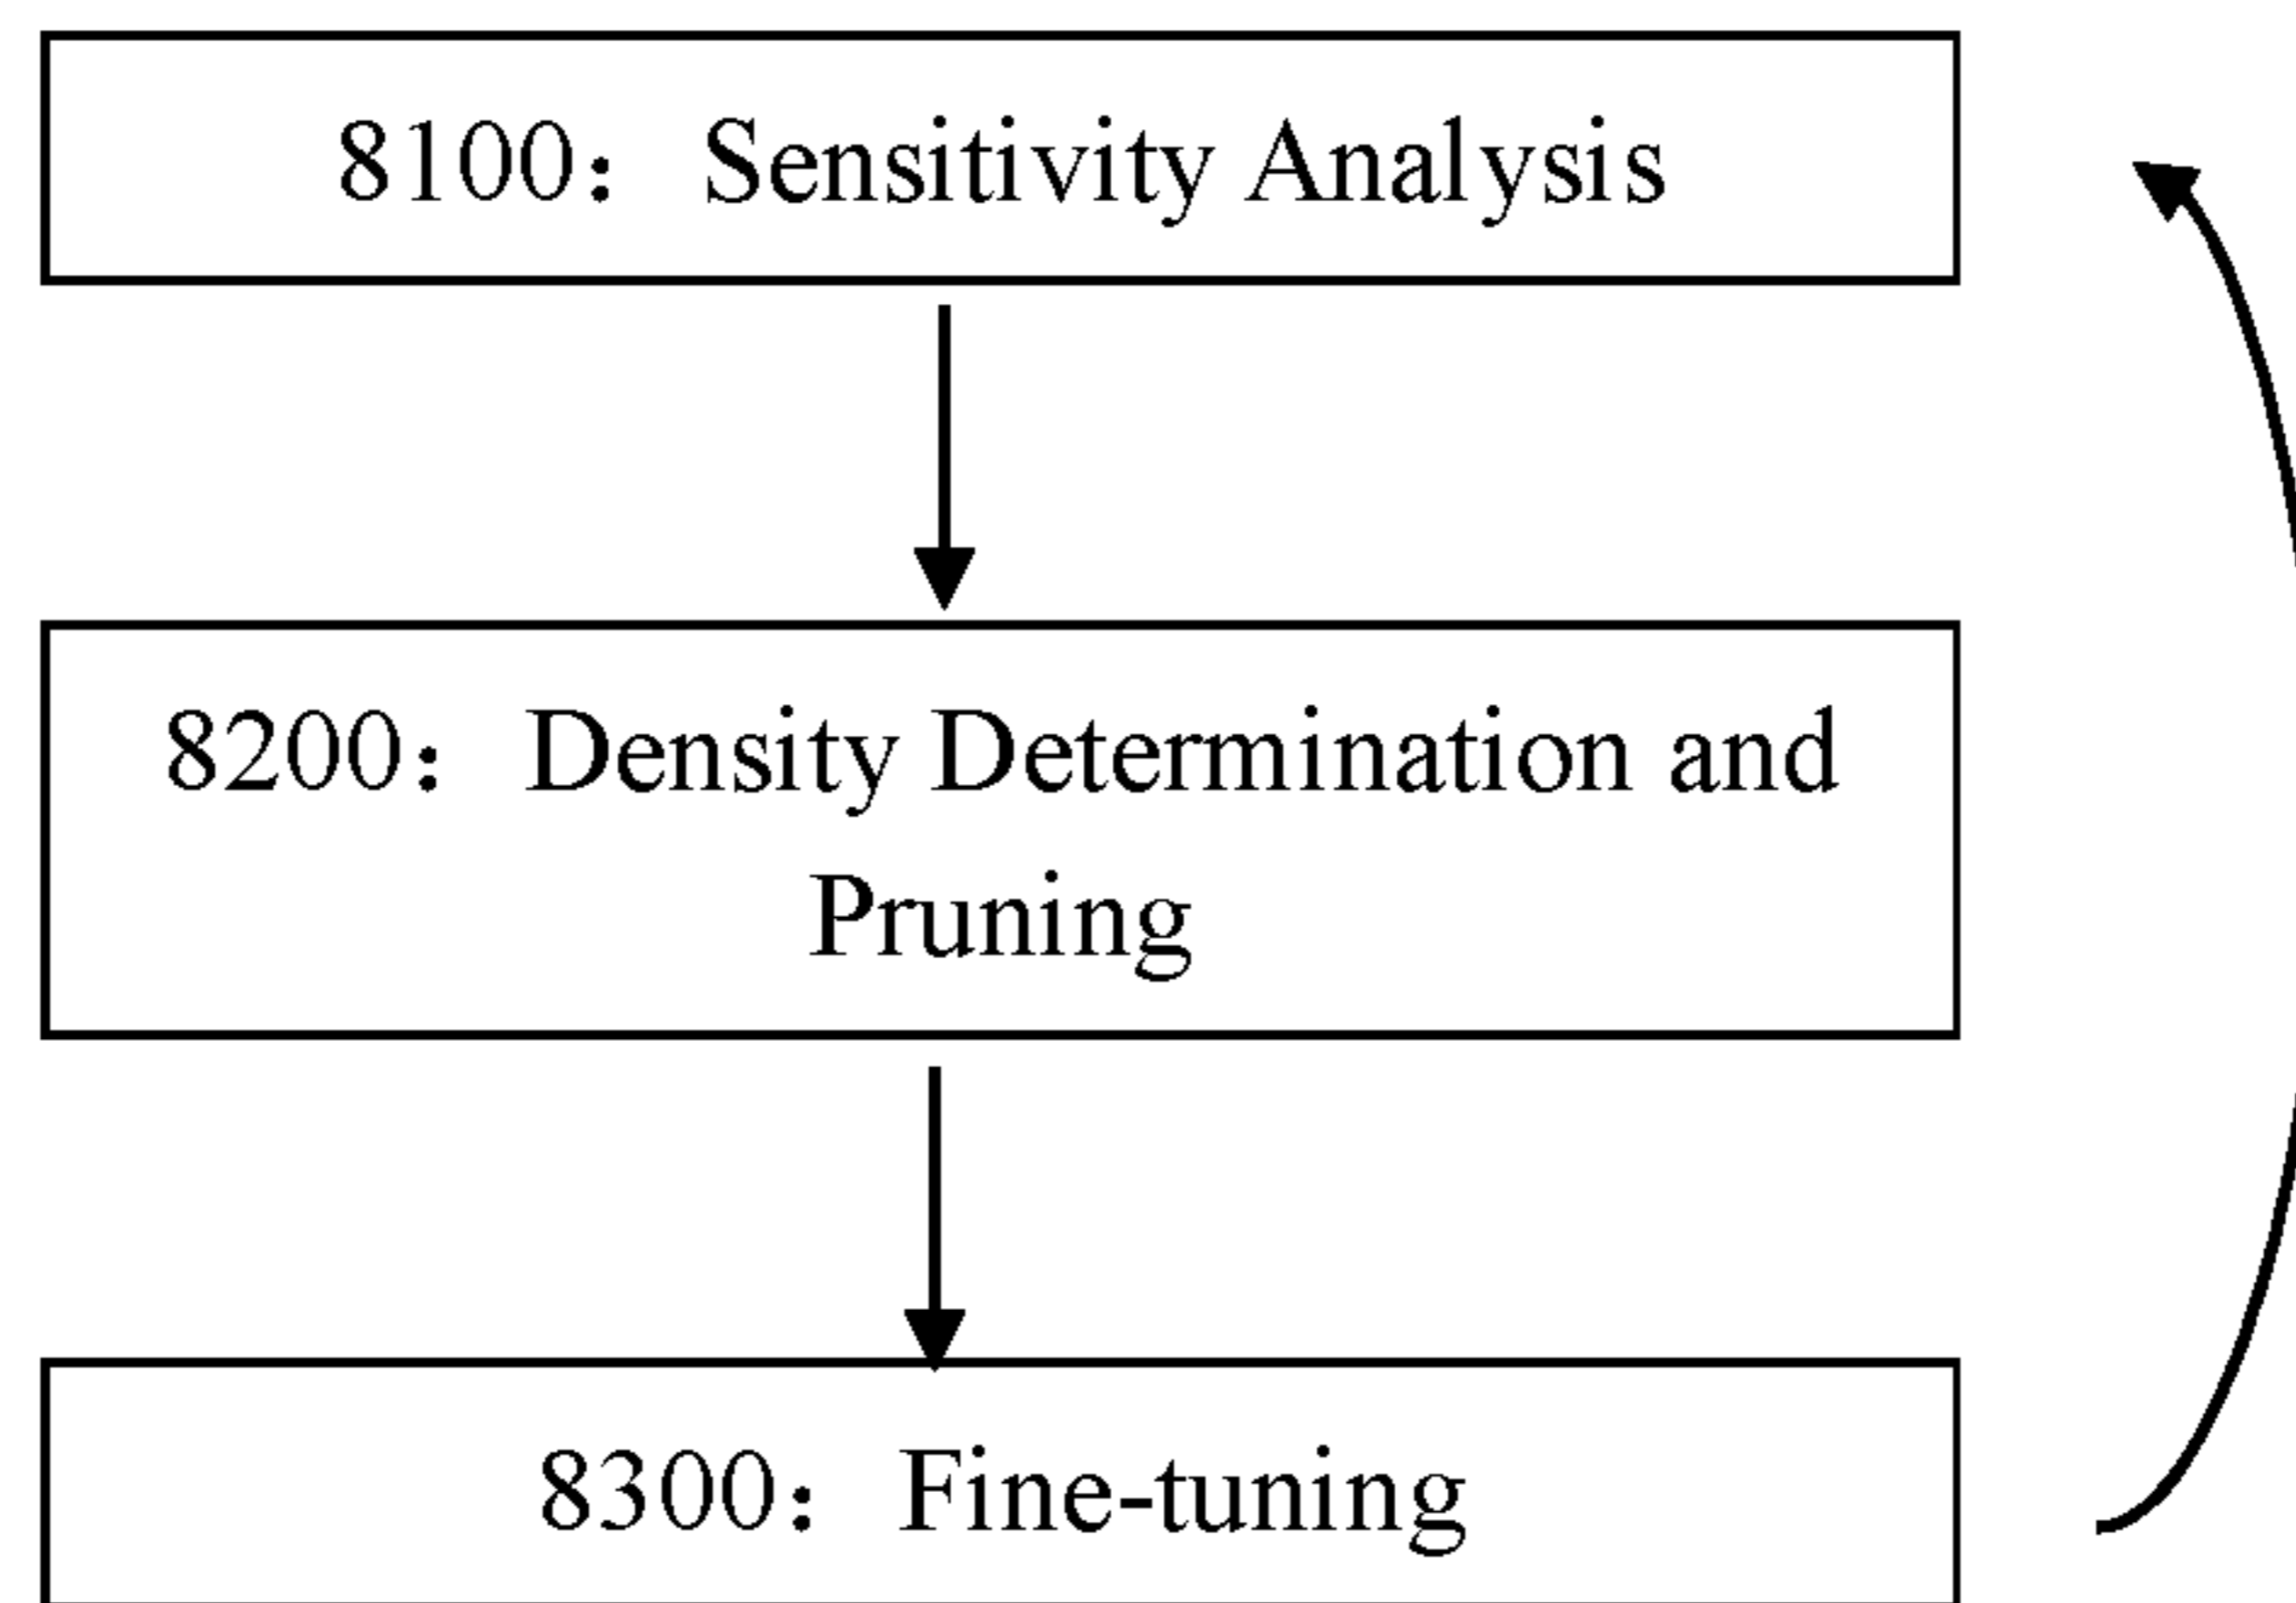 8100: Sensitivity Analysis
8200: Density Determination and
Pruning
8300: Fine-tuning